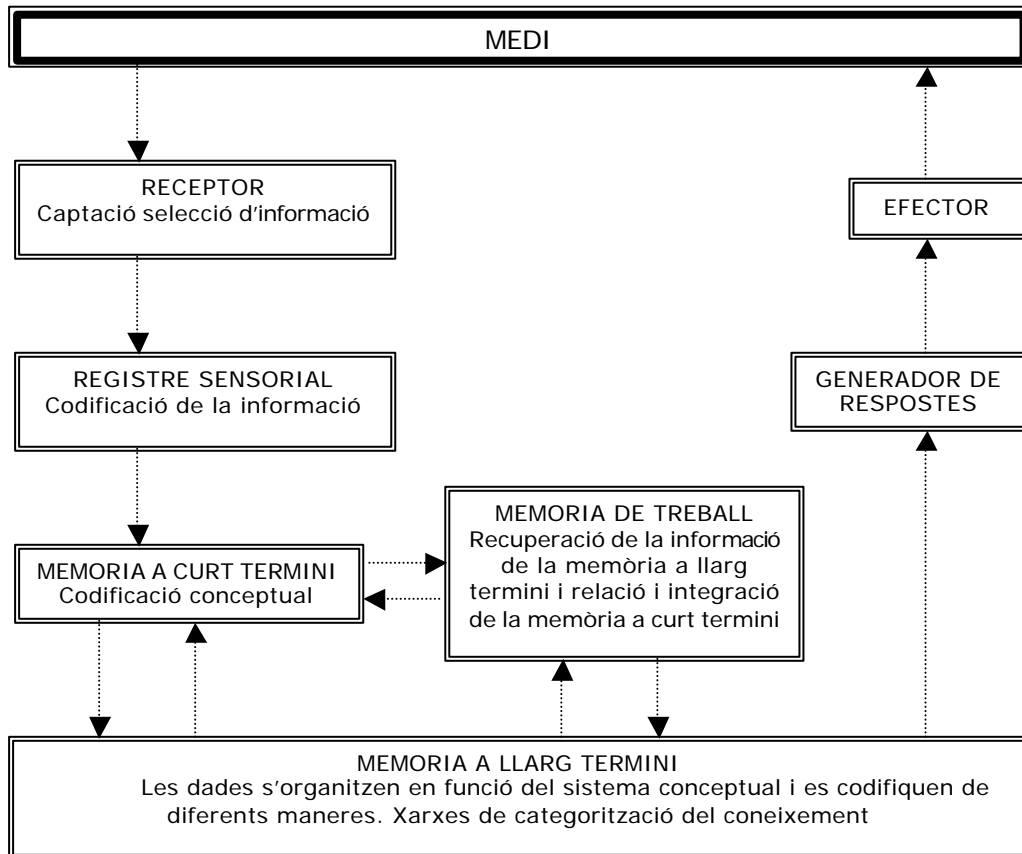 MEDI
RECEPTOR
Captació selecció d'informació
EFECTOR
REGISTRE SENSORIAL
Codificació de la informació
GENERADOR DE
RESPOSTES
MEMORIA A CURT TERMINI
Codificació conceptual
MEMORIA DE TREBALL
Recuperació de la informació
de la memòria a llarg
termini i relació i integració
de la memòria a curt termini
MEMORIA A LLARG TERMINI
Les dades s'organitzen en funció del sistema conceptual i es codifiquen de
diferents maneres. Xarxes de categorització del coneixement